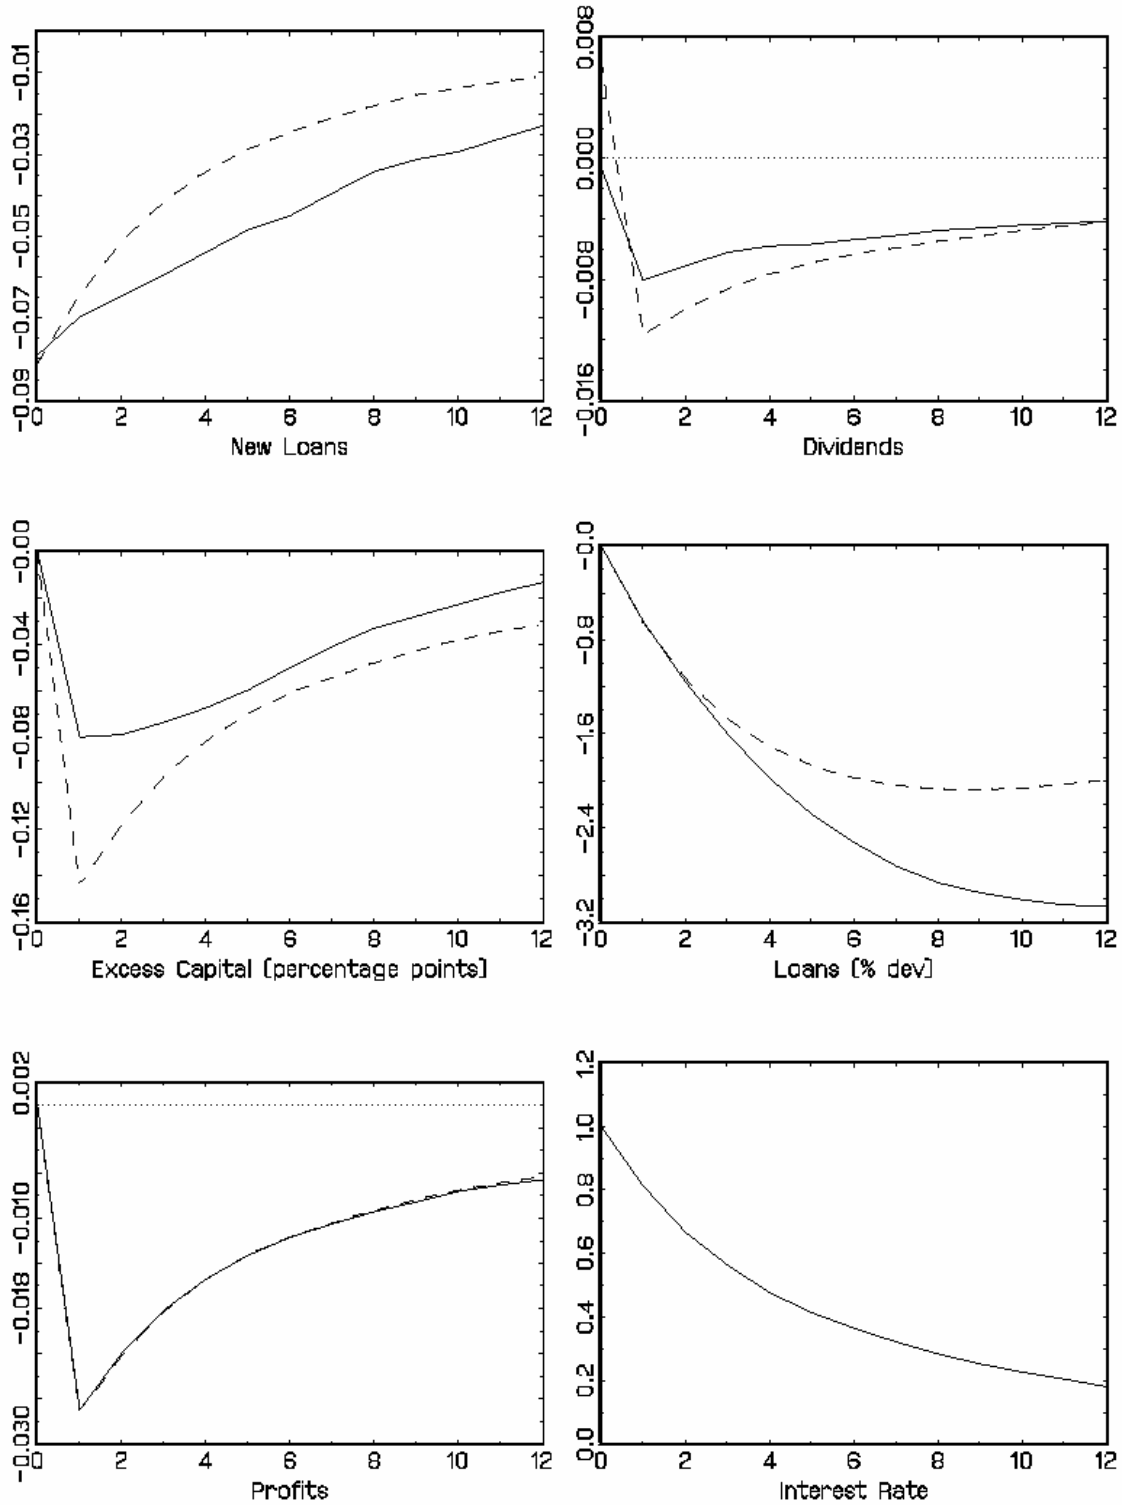 -0.01
-0.03
-0.05
-0.07
-0.09
-0 2 4 6 8 10 12
New Loans
0.008
0.000
-0.008
-0.016
-0 2 4 6 8 10 12
Dividends
-0.00
-0.04
-0.08
-0.12
-0.16
-0 2 4 6 8 10 12
Excess Capital [percentage points]
-0.0
-0.8
-1.6
-2.4
-3.2
-0 2 4 6 8 10 12
Loans [% dev]
0.002
-0.010
-0.018
-0.030
-0 2 4 6 8 10 12
Profits
1.2
1.0
0.8
0.6
0.4
0.2
0.0
-0 2 4 6 8 10 12
Interest Rate